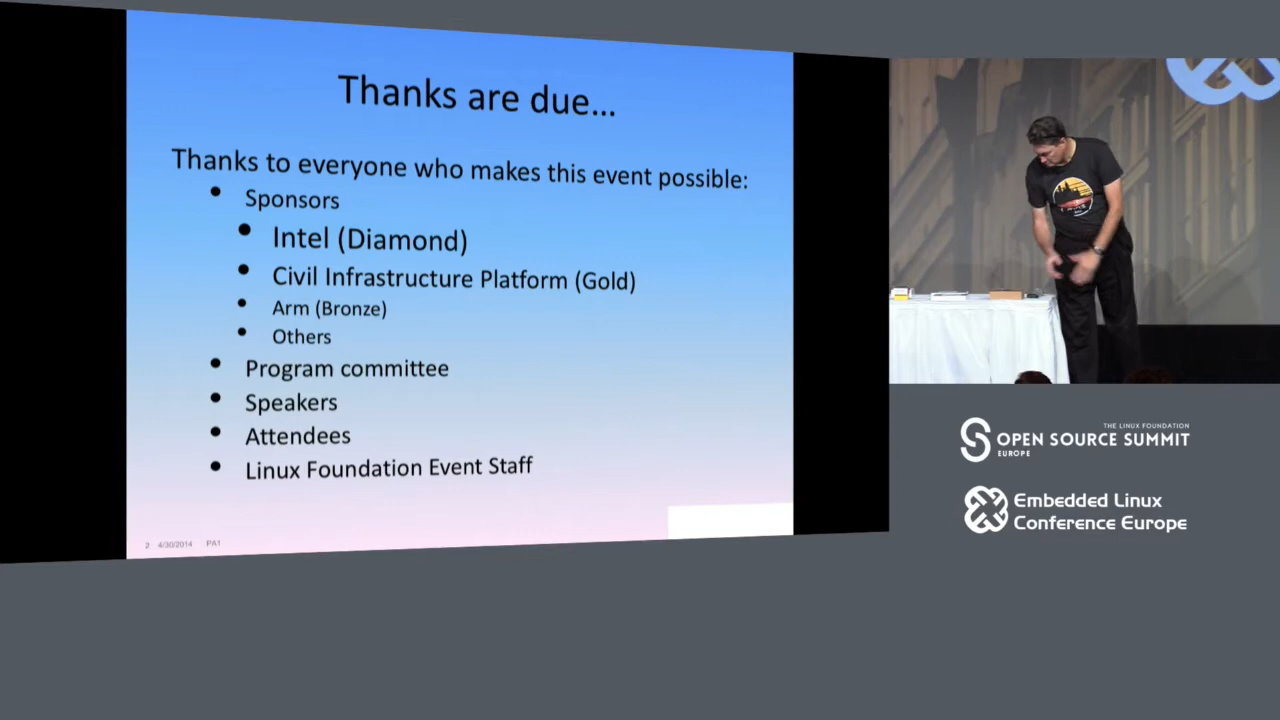 Thanks are due...
Thanks to everyone who makes this event possible:
• Sponsors
• Intel (Diamond)
• Civil Infrastructure Platform (Gold)
• Arm (Bronze)
• Others
• Program committee
• Speakers
• Attendees
• Linux Foundation Event Staff
2 4/30/2014 PA1
THE LINUX FOUNDATION
OPEN SOURCE SUMMIT
EUROPE
Embedded Linux
Conference Europe